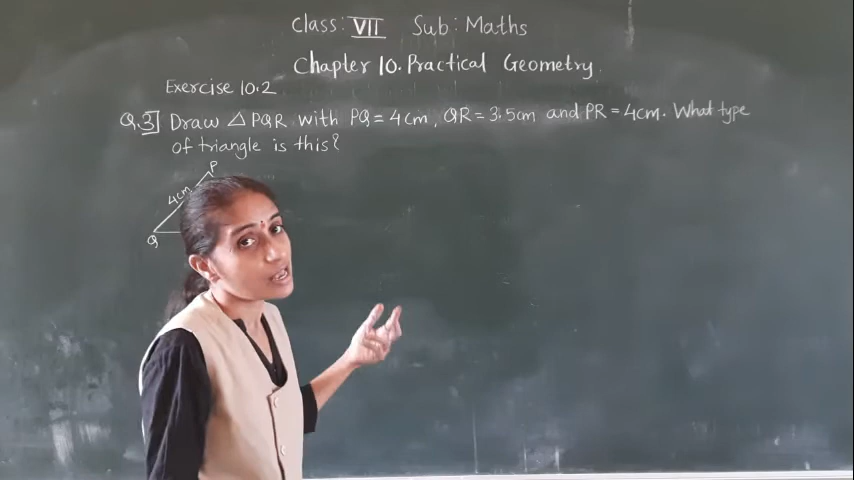 Class: VII Sub: Maths
Chapter 10. Practical Geometry.
Exercise 10.2
Q.3] Draw △ PQR with PQ = 4cm, QR = 3.5cm and PR = 4cm. What type
of triangle is this?
P
4cm
Q